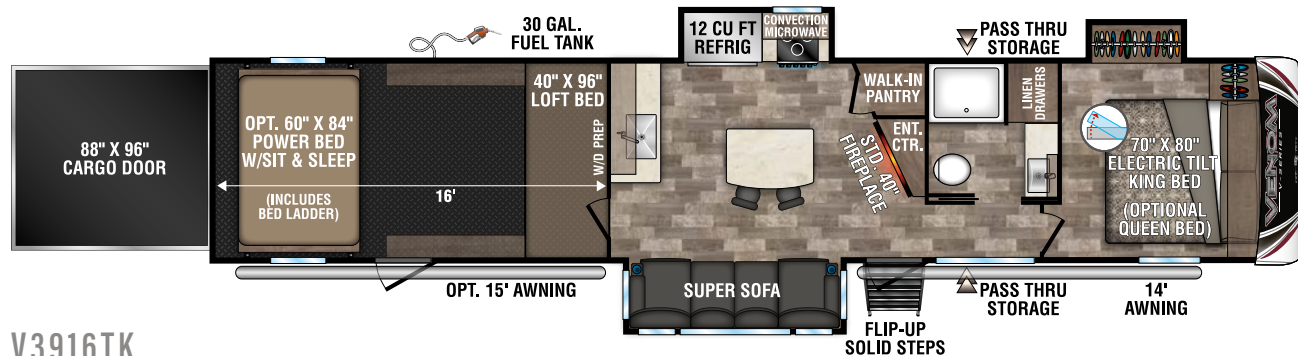 30 GAL.
FUEL TANK
12 CU FT
REFRIG
CONVECTION
MICROWAVE
PASS THRU
STORAGE
88" X 96"
CARGO DOOR
OPT. 60" X 84"
POWER BED
W/SIT & SLEEP
(INCLUDES
BED LADDER)
16'
40" X 96"
LOFT BED
W/D PREP
WALK-IN
PANTRY
ENT.
CTR.
STD. 40"
FIREPLACE
LINEN
DRAWERS
70" X 80"
ELECTRIC TILT
KING BED
(OPTIONAL
QUEEN BED)
VENOM
V-SERIES
OPT. 15' AWNING
SUPER SOFA
FLIP-UP
SOLID STEPS
PASS THRU
STORAGE
14'
AWNING
V3916TK